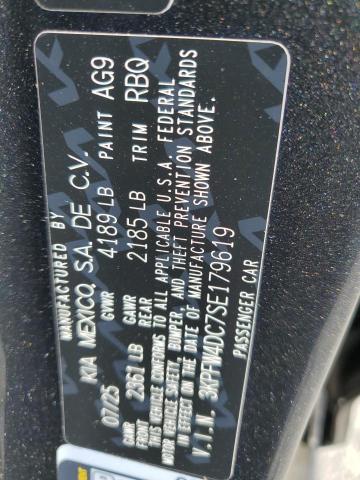 MANUFACTURED BY
KIA MEXICO, S.A. DE C.V.
07/25 4189 LB PAINT AG9
GVWR
FRONT 2361 LB GAWR REAR 2185 LB TRIM RBQ
THIS VEHICLE CONFORMS TO ALL APPLICABLE U.S.A. FEDERAL
MOTOR VEHICLE SAFETY, BUMPER, AND THEFT PREVENTION STANDARDS
IN EFFECT ON THE DATE OF MANUFACTURE SHOWN ABOVE.
V.I.N. 3KPFW4DC7SE179619
PASSENGER CAR